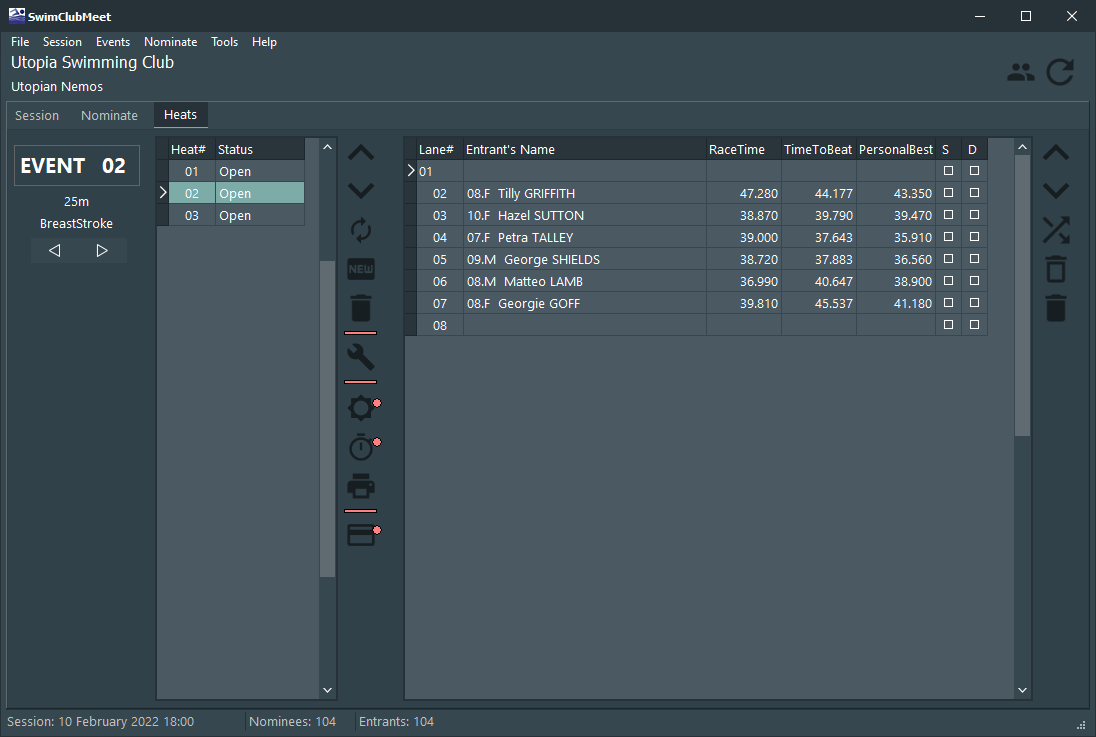 SwimClubMeet
File Session Events Nominate Tools Help
Utopia Swimming Club
Utopian Nemos
Session Nominate Heats
EVENT 02
25m
BreastStroke
Heat# Status
01 Open
02 Open
03 Open
NEW
Lane# Entrant's Name RaceTime TimeToBeat PersonalBest S D
01
02 08.F Tilly GRIFFITH 47.280 44.177 43.350
03 10.F Hazel SUTTON 38.870 39.790 39.470
04 07.F Petra TALLEY 39.000 37.643 35.910
05 09.M George SHIELDS 38.720 37.883 36.560
06 08.M Matteo LAMB 36.990 40.647 38.900
07 08.F Georgie GOFF 39.810 45.537 41.180
08
Session: 10 February 2022 18:00 Nominees: 104 Entrants: 104